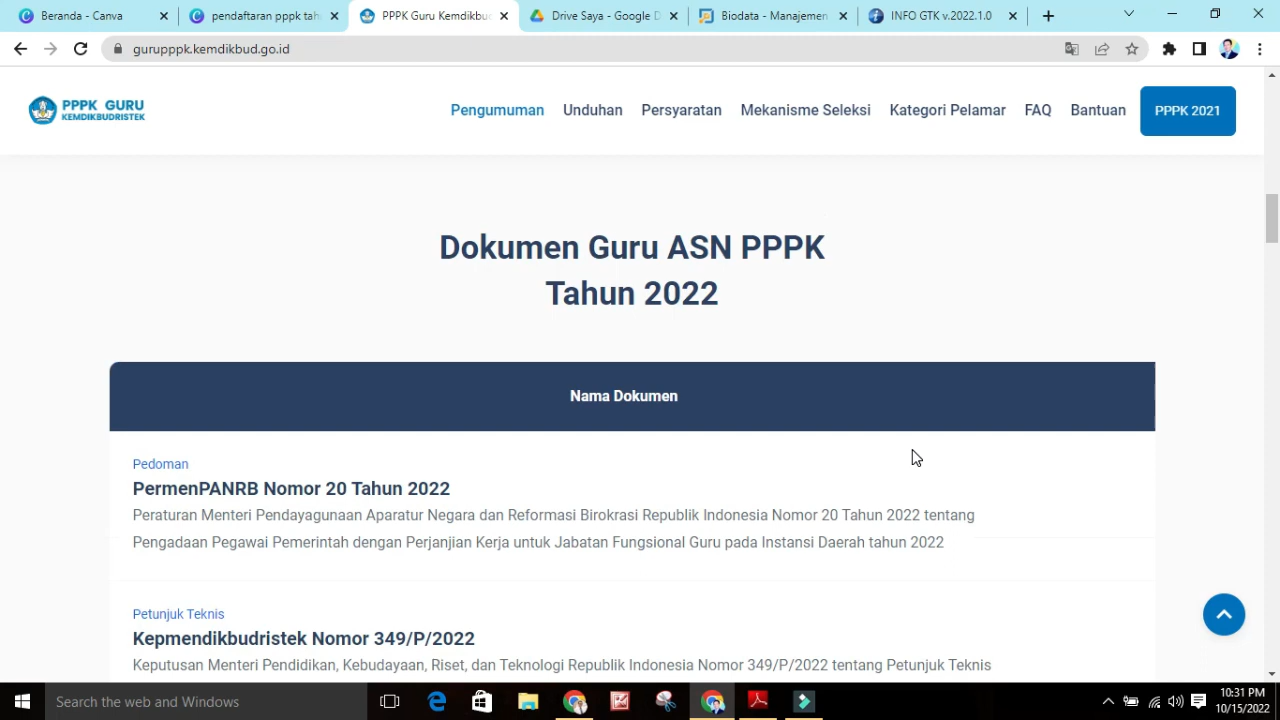 Beranda - Canva
pendaftaran pppk tah
PPPK Guru Kemdikbu
Drive Saya - Google D
Biodata - Manajemen
INFO GTK v.2022.1.0
gurupppk.kemdikbud.go.id
PPPK GURU
KEMDIKBUDRISTEK
Pengumuman
Unduhan
Persyaratan
Mekanisme Seleksi
Kategori Pelamar
FAQ
Bantuan
PPPK 2021
Dokumen Guru ASN PPPK
Tahun 2022
Nama Dokumen
Pedoman
PermenPANRB Nomor 20 Tahun 2022
Peraturan Menteri Pendayagunaan Aparatur Negara dan Reformasi Birokrasi Republik Indonesia Nomor 20 Tahun 2022 tentang
Pengadaan Pegawai Pemerintah dengan Perjanjian Kerja untuk Jabatan Fungsional Guru pada Instansi Daerah tahun 2022
Petunjuk Teknis
Kepmendikbudristek Nomor 349/P/2022
Keputusan Menteri Pendidikan, Kebudayaan, Riset, dan Teknologi Republik Indonesia Nomor 349/P/2022 tentang Petunjuk Teknis
Search the web and Windows
10:31 PM
10/15/2022